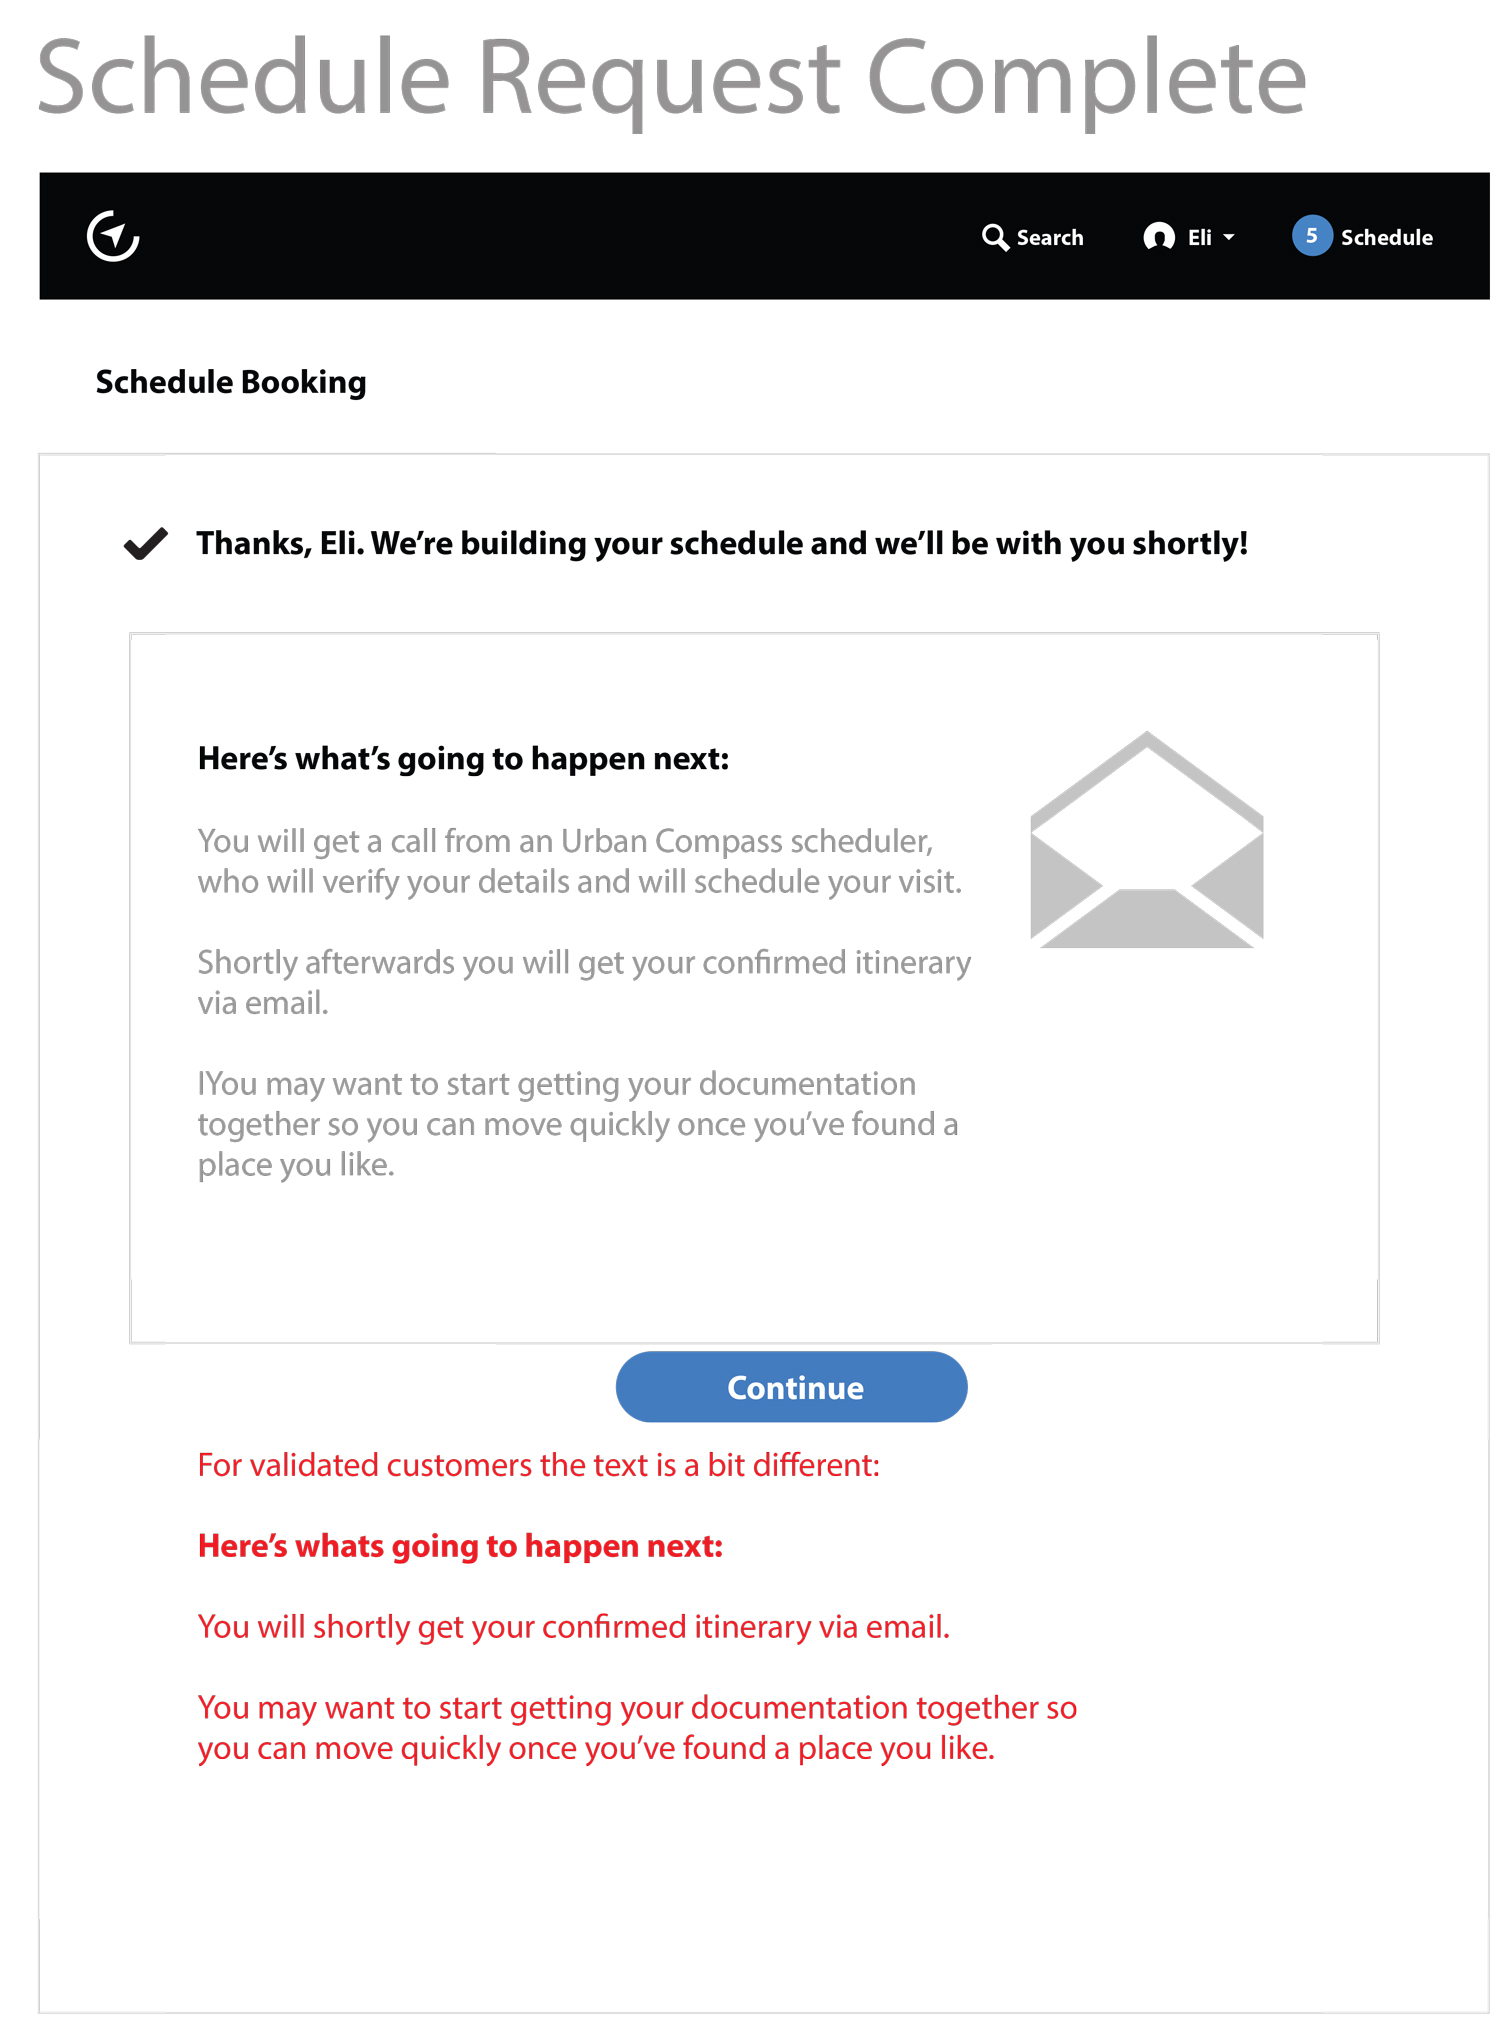 Schedule Request Complete
Search
Eli
5 Schedule
Schedule Booking
Thanks, Eli. We’re building your schedule and we’ll be with you shortly!
Here’s what’s going to happen next:
You will get a call from an Urban Compass scheduler,
who will verify your details and will schedule your visit.
Shortly afterwards you will get your confirmed itinerary
via email.
IYou may want to start getting your documentation
together so you can move quickly once you’ve found a
place you like.
Continue
For validated customers the text is a bit different:
Here’s whats going to happen next:
You will shortly get your confirmed itinerary via email.
You may want to start getting your documentation together so
you can move quickly once you’ve found a place you like.